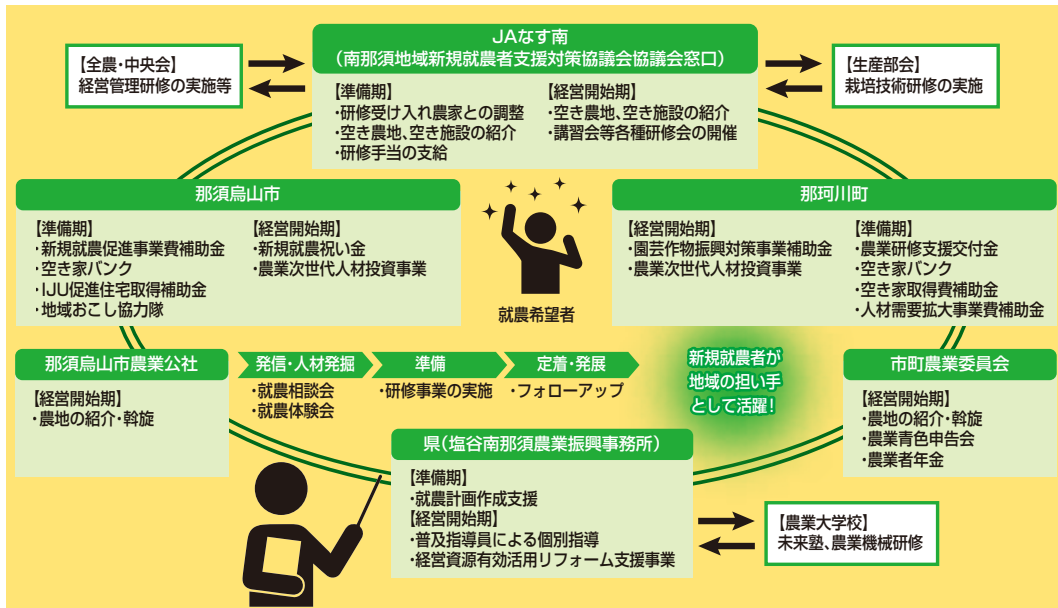 JAなす南
(南那須地域新規就農者支援対策協議会協議会窓口)
【準備期】
・研修受け入れ農家との調整
・空き農地、空き施設の紹介
・研修手当の支給
【経営開始期】
・空き農地、空き施設の紹介
・講習会等各種研修会の開催
【全農・中央会】
経営管理研修の実施等
【生産部会】
栽培技術研修の実施
那須烏山市
【準備期】
・新規就農促進事業費補助金
・空き家バンク
・IJU促進住宅取得補助金
・地域おこし協力隊
【経営開始期】
・新規就農祝い金
・農業次世代人材投資事業
就農希望者
那珂川町
【経営開始期】
・園芸作物振興対策事業補助金
・農業次世代人材投資事業
【準備期】
・農業研修支援交付金
・空き家バンク
・空き家取得費補助金
・人材需要拡大事業費補助金
那須烏山市農業公社
【経営開始期】
・農地の紹介・斡旋
発信・人材発掘
・就農相談会
・就農体験会
準備
・研修事業の実施
定着・発展
・フォローアップ
新規就農者が
地域の担い手
として活躍!
市町農業委員会
【経営開始期】
・農地の紹介・斡旋
・農業青色申告会
・農業者年金
県(塩谷南那須農業振興事務所)
【準備期】
・就農計画作成支援
【経営開始期】
・普及指導員による個別指導
・経営資源有効活用リフォーム支援事業
【農業大学校】
未来塾、農業機械研修